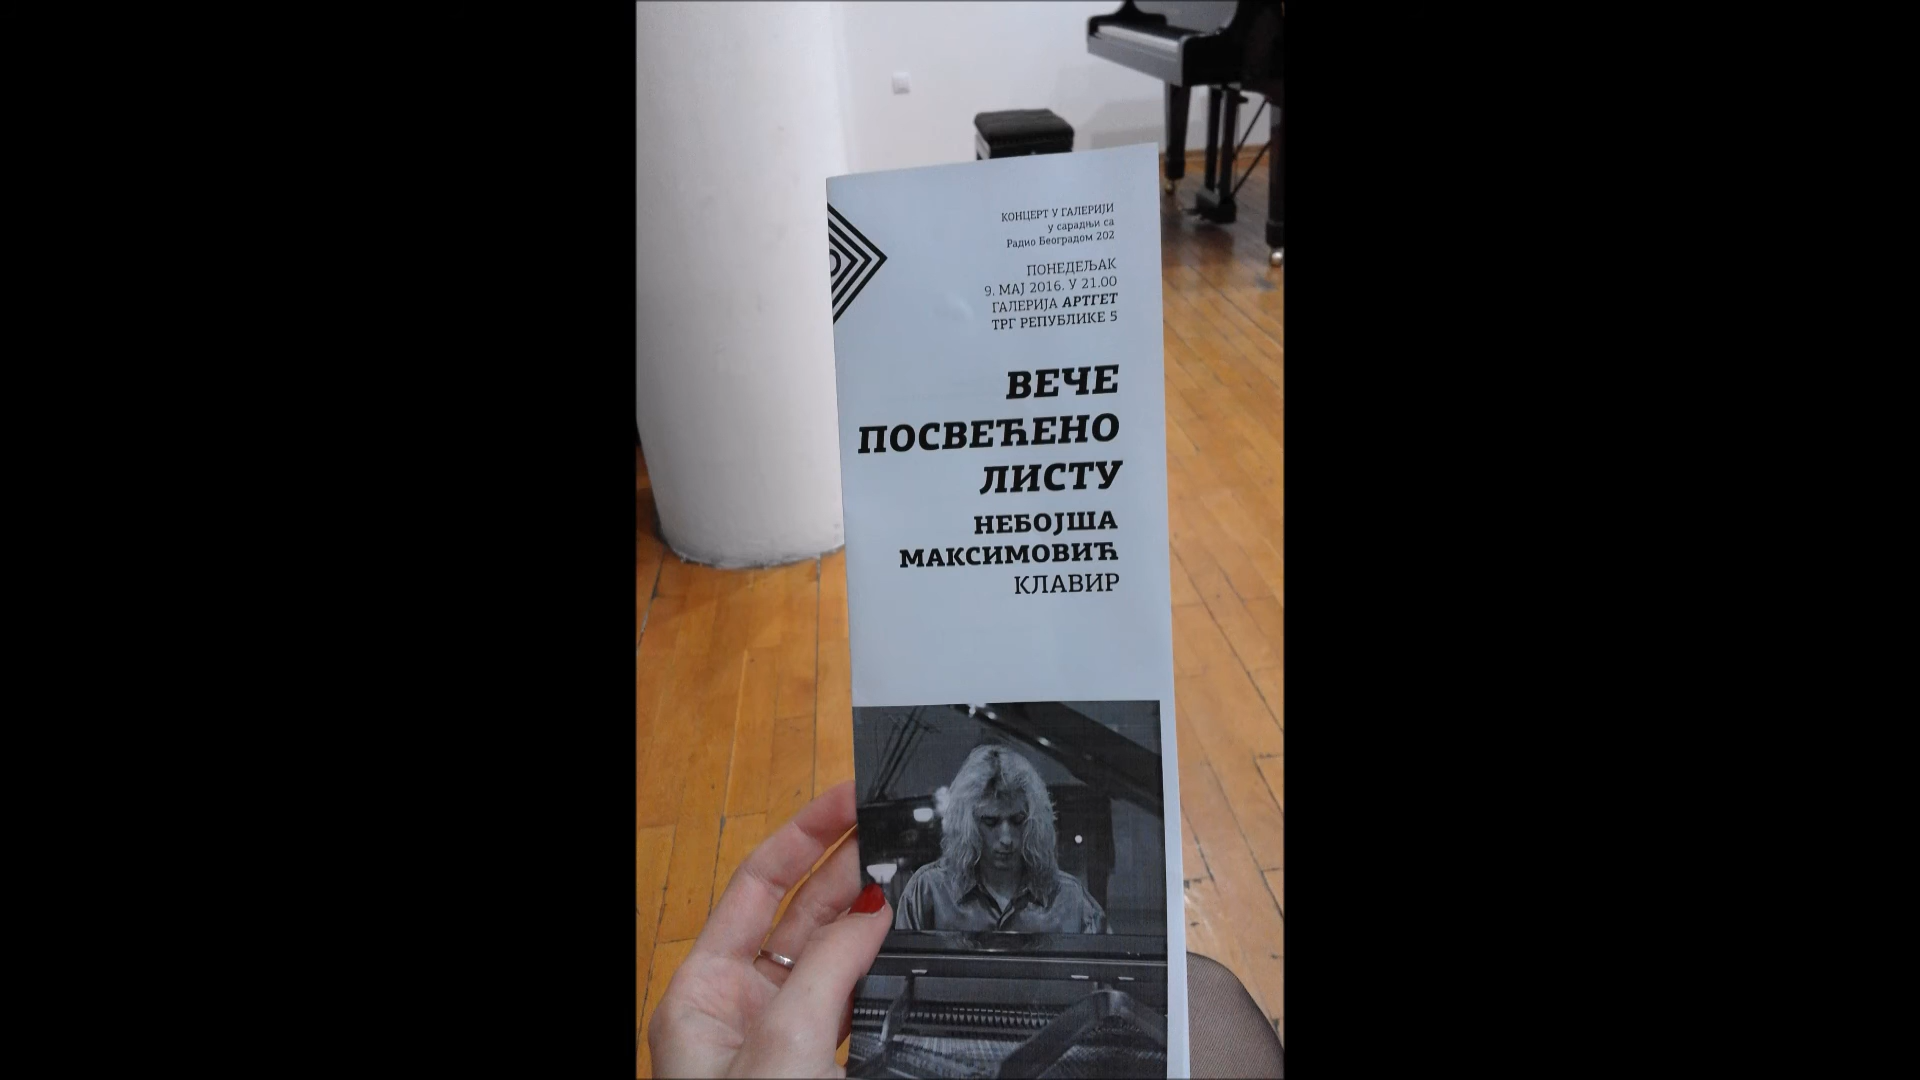 КОНЦЕРТ У ГАЛЕРИЈИ
у сарадњи са
Радио Београдом 202
ПОНЕДЕЉАК
9. МАЈ 2016. У 21.00
ГАЛЕРИЈА АРТГЕТ
ТРГ РЕПУБЛИКЕ 5
ВЕЧЕ
ПОСВЕЋЕНО
ЛИСТУ
НЕБОЈША
МАКСИМОВИЋ
КЛАВИР